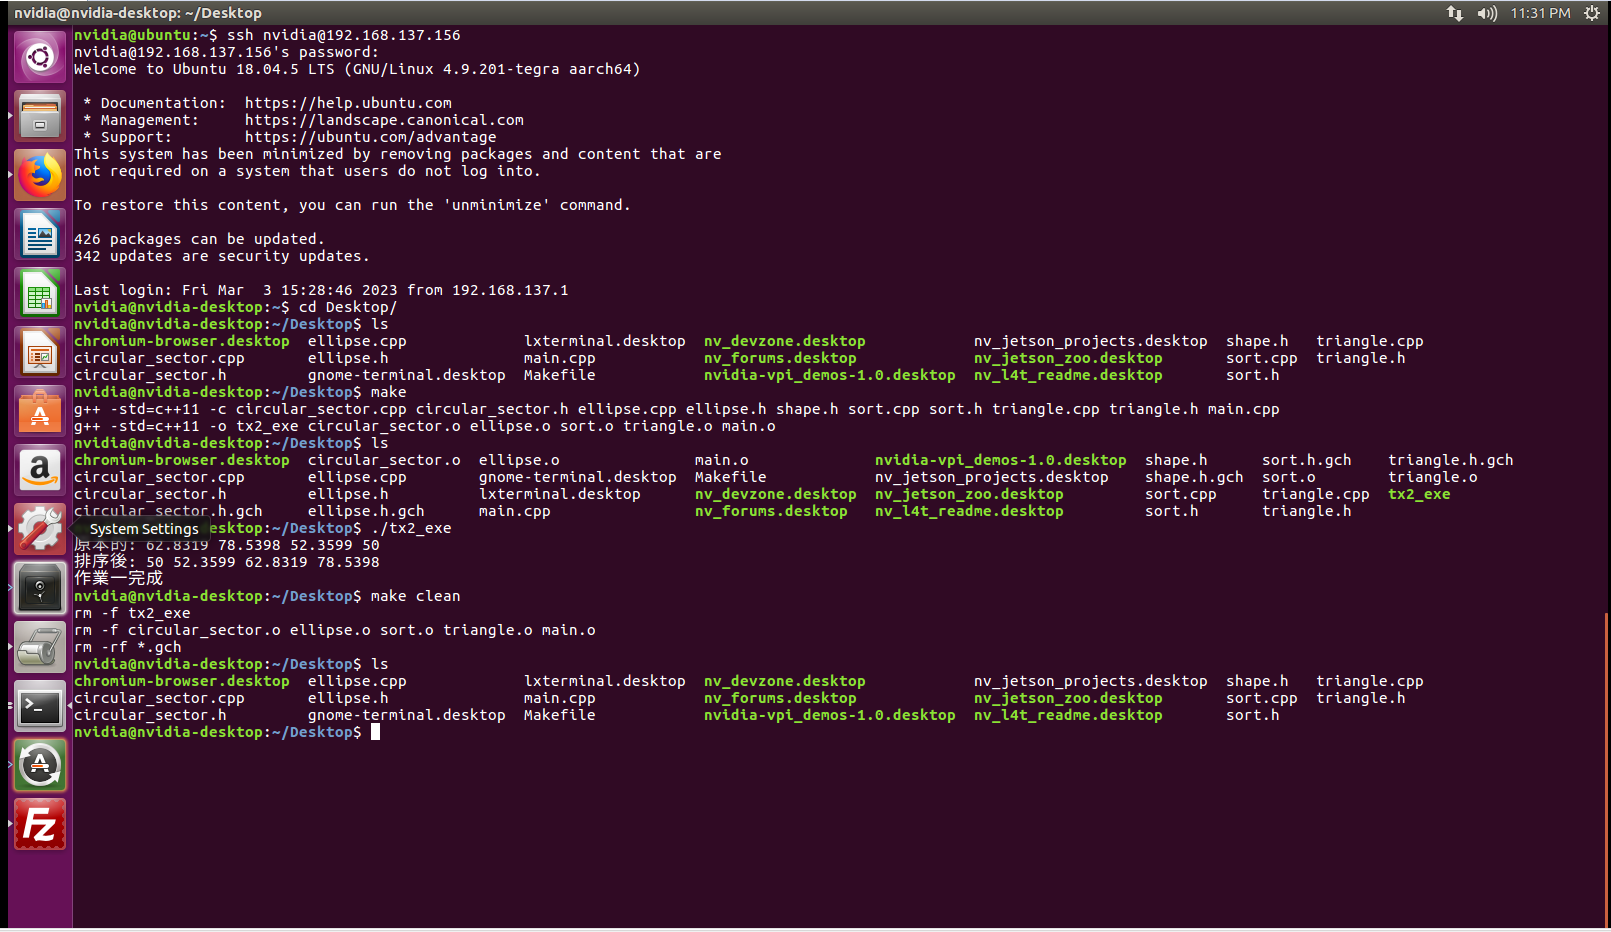 nvidia@nvidia-desktop: ~/Desktop
11:31 PM
nvidia@ubuntu:~$ ssh nvidia@192.168.137.156
nvidia@192.168.137.156's password:
Welcome to Ubuntu 18.04.5 LTS (GNU/Linux 4.9.201-tegra aarch64)
* Documentation:  https://help.ubuntu.com
* Management:     https://landscape.canonical.com
* Support:        https://ubuntu.com/advantage
This system has been minimized by removing packages and content that are
not required on a system that users do not log into.
To restore this content, you can run the 'unminimize' command.
426 packages can be updated.
342 updates are security updates.
Last login: Fri Mar  3 15:28:46 2023 from 192.168.137.1
nvidia@nvidia-desktop:~$ cd Desktop/
nvidia@nvidia-desktop:~/Desktop$ ls
chromium-browser.desktop  ellipse.cpp             lxterminal.desktop  nv_devzone.desktop            nv_jetson_projects.desktop  shape.h   triangle.cpp
circular_sector.cpp       ellipse.h               main.cpp            nv_forums.desktop             nv_jetson_zoo.desktop       sort.cpp  triangle.h
circular_sector.h         gnome-terminal.desktop  Makefile            nvidia-vpi_demos-1.0.desktop  nv_l4t_readme.desktop       sort.h
nvidia@nvidia-desktop:~/Desktop$ make
g++ -std=c++11 -c circular_sector.cpp circular_sector.h ellipse.cpp ellipse.h shape.h sort.cpp sort.h triangle.cpp triangle.h main.cpp
g++ -std=c++11 -o tx2_exe circular_sector.o ellipse.o sort.o triangle.o main.o
nvidia@nvidia-desktop:~/Desktop$ ls
chromium-browser.desktop  circular_sector.o  ellipse.o               main.o              nvidia-vpi_demos-1.0.desktop  shape.h      sort.h.gch    triangle.h.gch
circular_sector.cpp       ellipse.cpp        gnome-terminal.desktop  Makefile            nv_jetson_projects.desktop    shape.h.gch  sort.o        triangle.o
circular_sector.h         ellipse.h          lxterminal.desktop      nv_devzone.desktop  nv_jetson_zoo.desktop         sort.cpp     triangle.cpp  tx2_exe
circular_sector.h.gch     ellipse.h.gch      main.cpp                nv_forums.desktop   nv_l4t_readme.desktop         sort.h       triangle.h
System Settings esktop:~/Desktop$ ./tx2_exe
原本的: 62.8319 78.5398 52.3599 50
排序後: 50 52.3599 62.8319 78.5398
作業一完成
nvidia@nvidia-desktop:~/Desktop$ make clean
rm -f tx2_exe
rm -f circular_sector.o ellipse.o sort.o triangle.o main.o
rm -rf *.gch
nvidia@nvidia-desktop:~/Desktop$ ls
chromium-browser.desktop  ellipse.cpp             lxterminal.desktop  nv_devzone.desktop            nv_jetson_projects.desktop  shape.h   triangle.cpp
circular_sector.cpp       ellipse.h               main.cpp            nv_forums.desktop             nv_jetson_zoo.desktop       sort.cpp  triangle.h
circular_sector.h         gnome-terminal.desktop  Makefile            nvidia-vpi_demos-1.0.desktop  nv_l4t_readme.desktop       sort.h
nvidia@nvidia-desktop:~/Desktop$